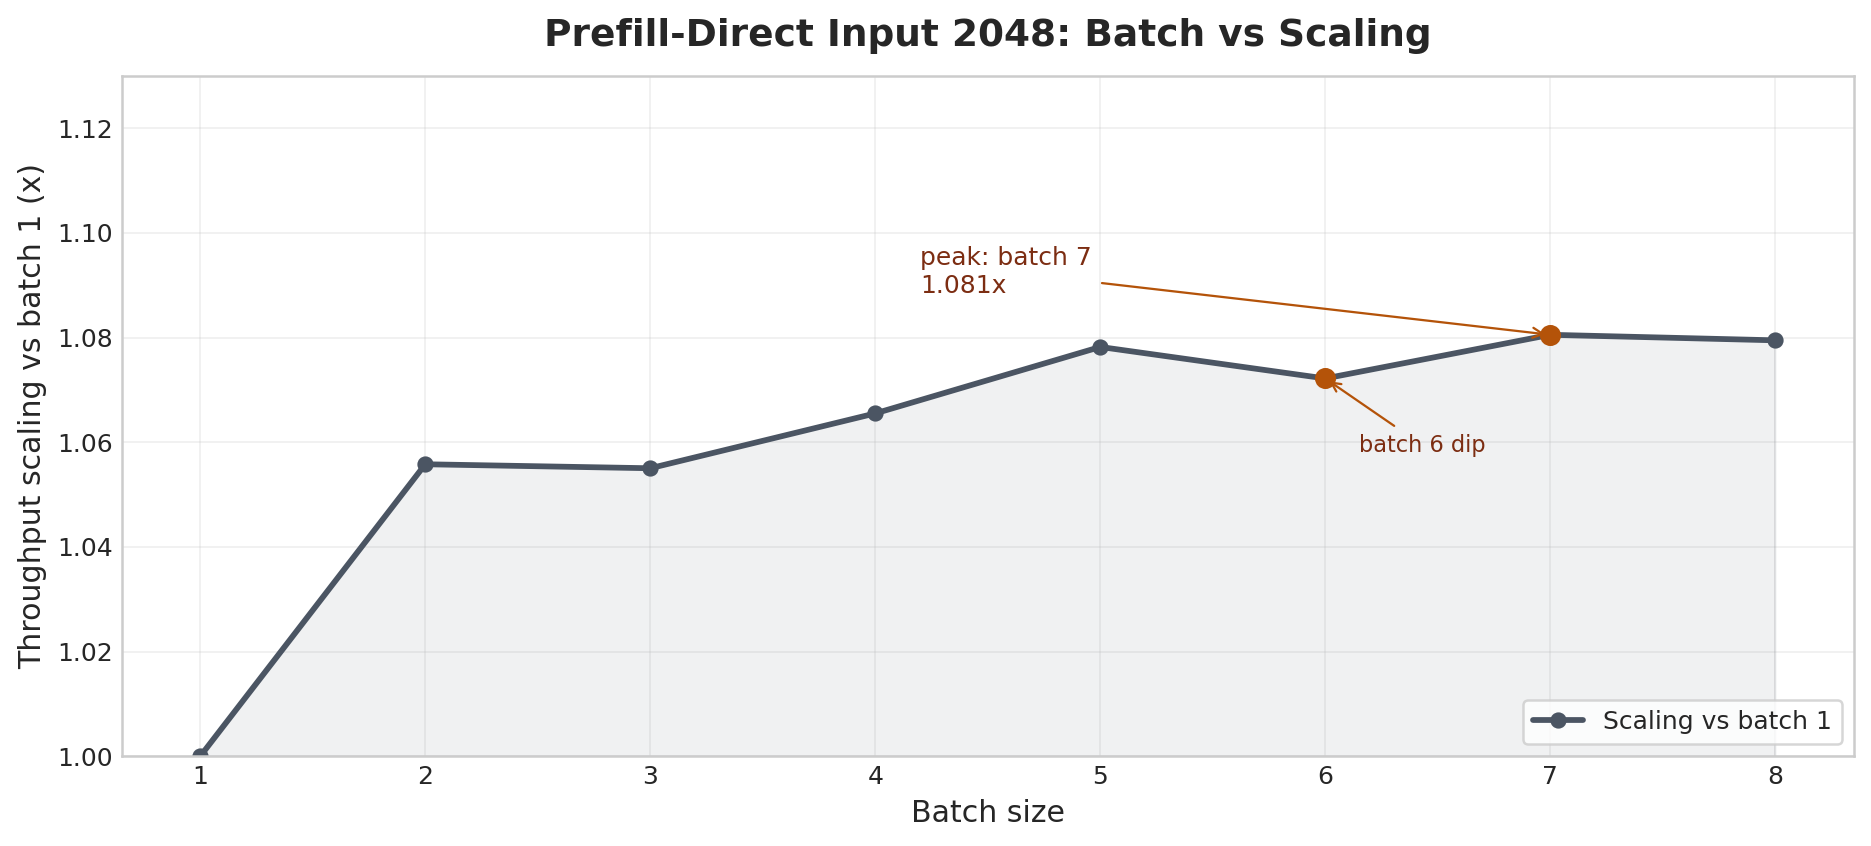 Prefill-Direct Input 2048: Batch vs Scaling
Throughput scaling vs batch 1 (x)
1.12
1.10
1.08
1.06
1.04
1.02
1.00
peak: batch 7
1.081x
batch 6 dip
Scaling vs batch 1
1 2 3 4 5 6 7 8
Batch size